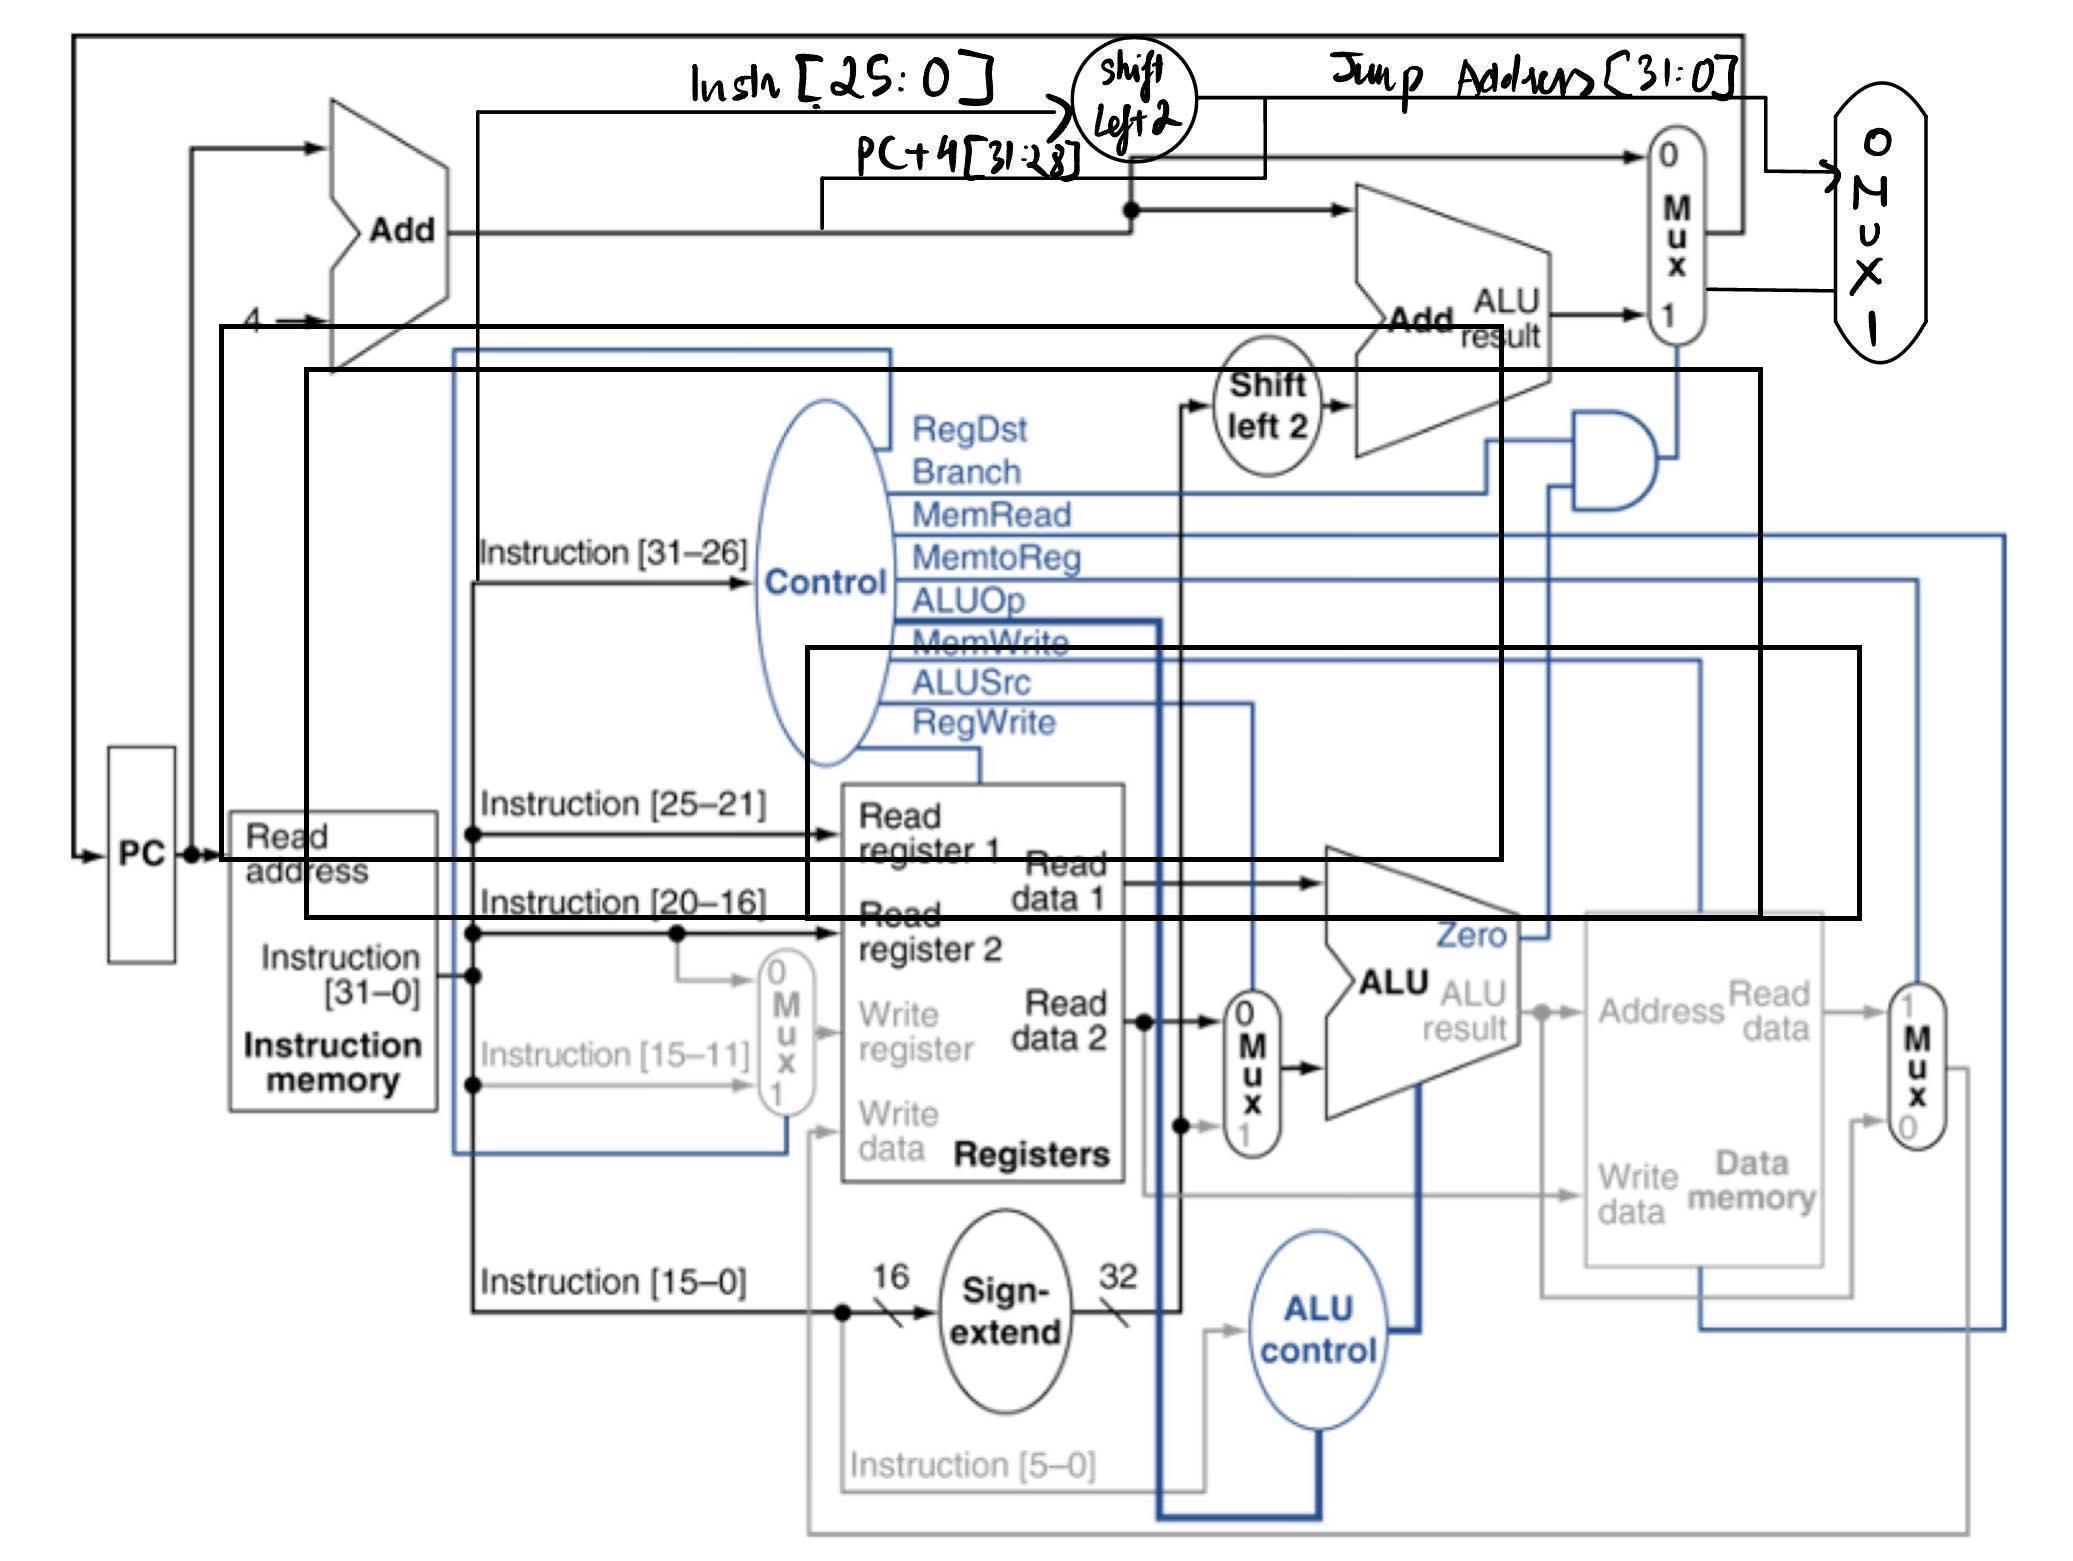 Instr [25:0]
Shift
Left 2
Jump Address [31:0]
PC+4[31:28]
0
M
u
x
1
0
M
U
X
1
Add
4
Add
ALU
result
Shift
left 2
RegDst
Branch
MemRead
MemtoReg
ALUOp
MemWrite
ALUSrc
RegWrite
Instruction [31–26]
Control
Instruction [25–21]
Instruction [20–16]
Instruction [15–11]
Instruction [15–0]
Instruction [5–0]
PC
Read
address
Instruction
[31–0]
Instruction
memory
0
M
u
x
1
Read
register 1
Read
data 1
Read
register 2
Write
register
Read
data 2
Write
data
Registers
0
M
u
x
1
Zero
ALU
ALU
result
Address
Read
data
Write
data
Data
memory
1
M
u
x
0
16
Sign-
extend
32
ALU
control